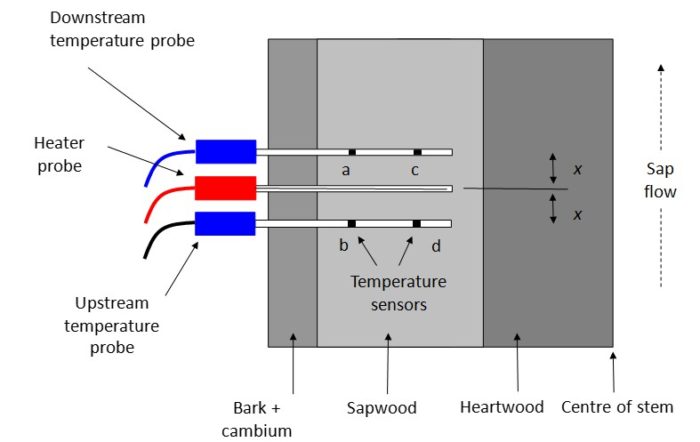 Downstream
temperature probe
Heater
probe
a
c
x
Sap
flow
x
b
d
Temperature
sensors
Upstream
temperature
probe
Bark +
cambium
Sapwood
Heartwood
Centre of stem